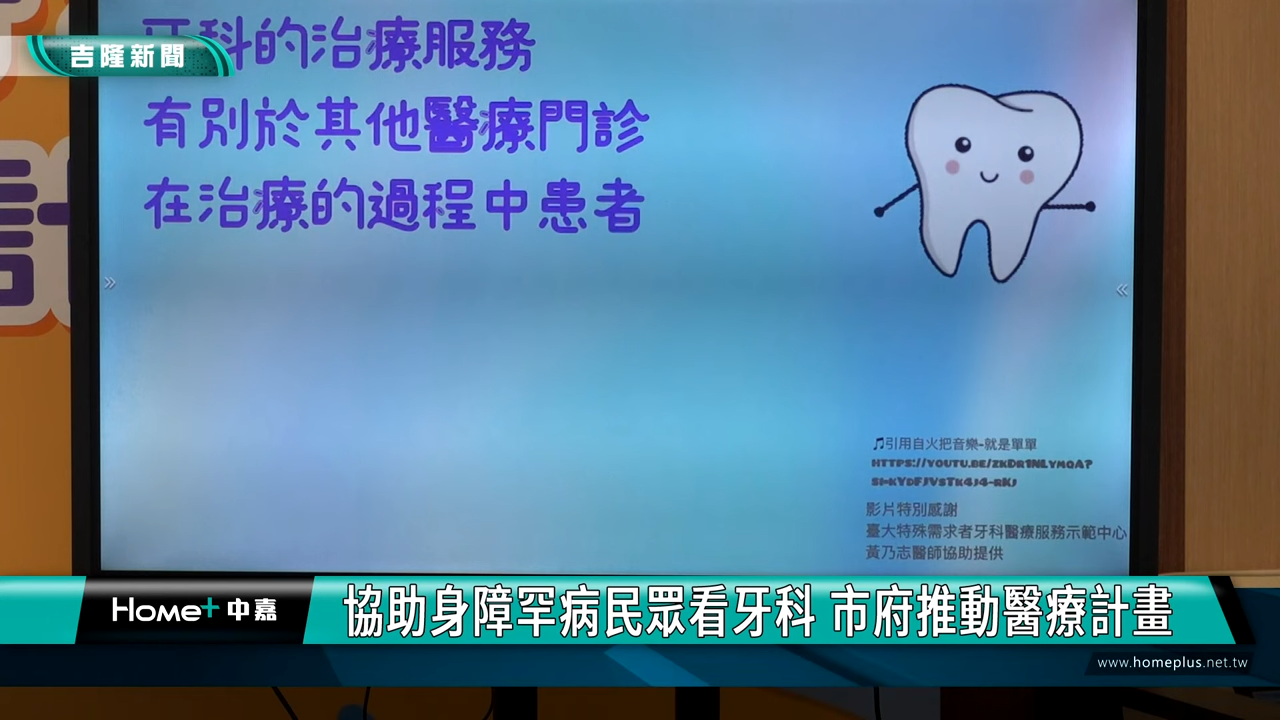 吉隆新聞
牙科的治療服務
有別於其他醫療門診
在治療的過程中患者
計
»
«
🎵引用自火把音樂-就是單單
影片特別感謝
臺大特殊需求者牙科醫療服務示範中心
黃乃志醫師協助提供
Home+中嘉
協助身障罕病民眾看牙科 市府推動醫療計畫
www.homeplus.net.tw